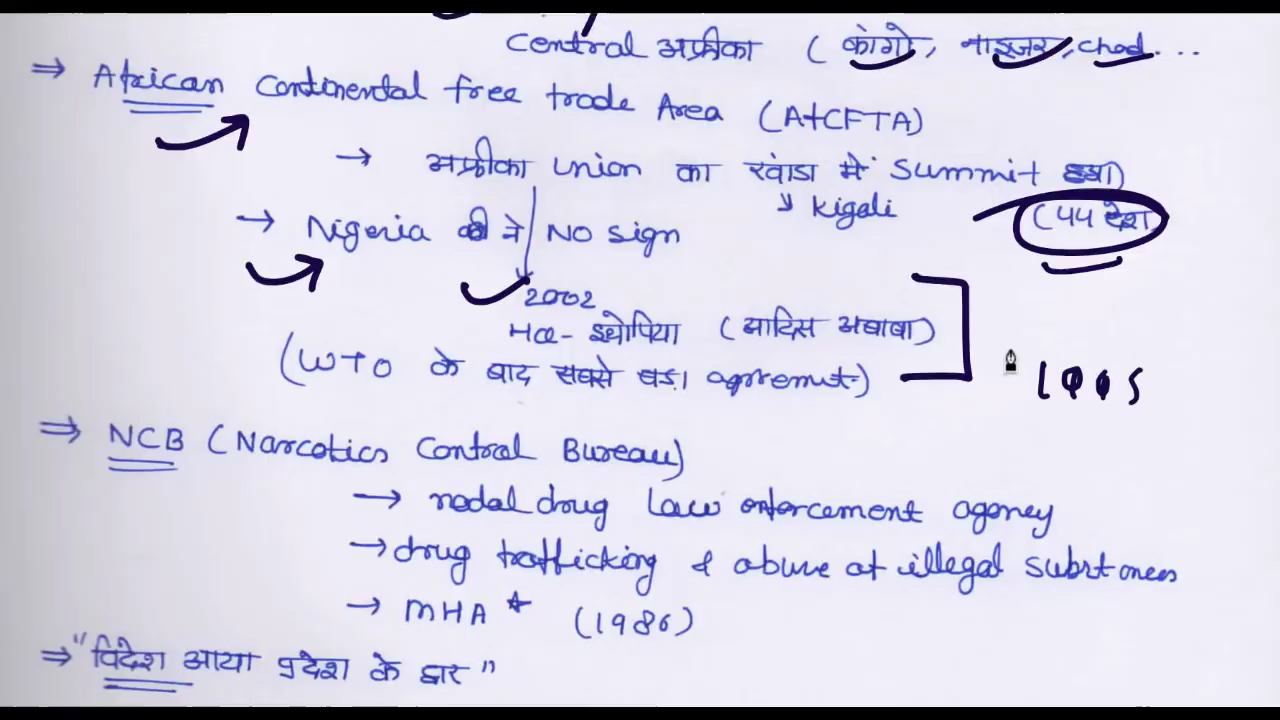 Central अफ्रीका ( कांगो, नाइजर, chad ...
⇒ African Continental free trade Area (AfCFTA)
→ अफ्रीका union का रवांडा में Summit हुआ)
↓ Kigali
(44 देश)
→ Nigeria ने NO sign
2002
HQ- इथोपिया ( आदिस अबाबा )
(WTO के बाद सबसे बड़ा agreement)
1995
⇒ NCB (Narcotics Control Bureau)
→ nodal drug law enforcement agency
→ drug trafficking & abuse of illegal substances
→ MHA * (1986)
⇒ "विदेश आया प्रदेश के द्वार"